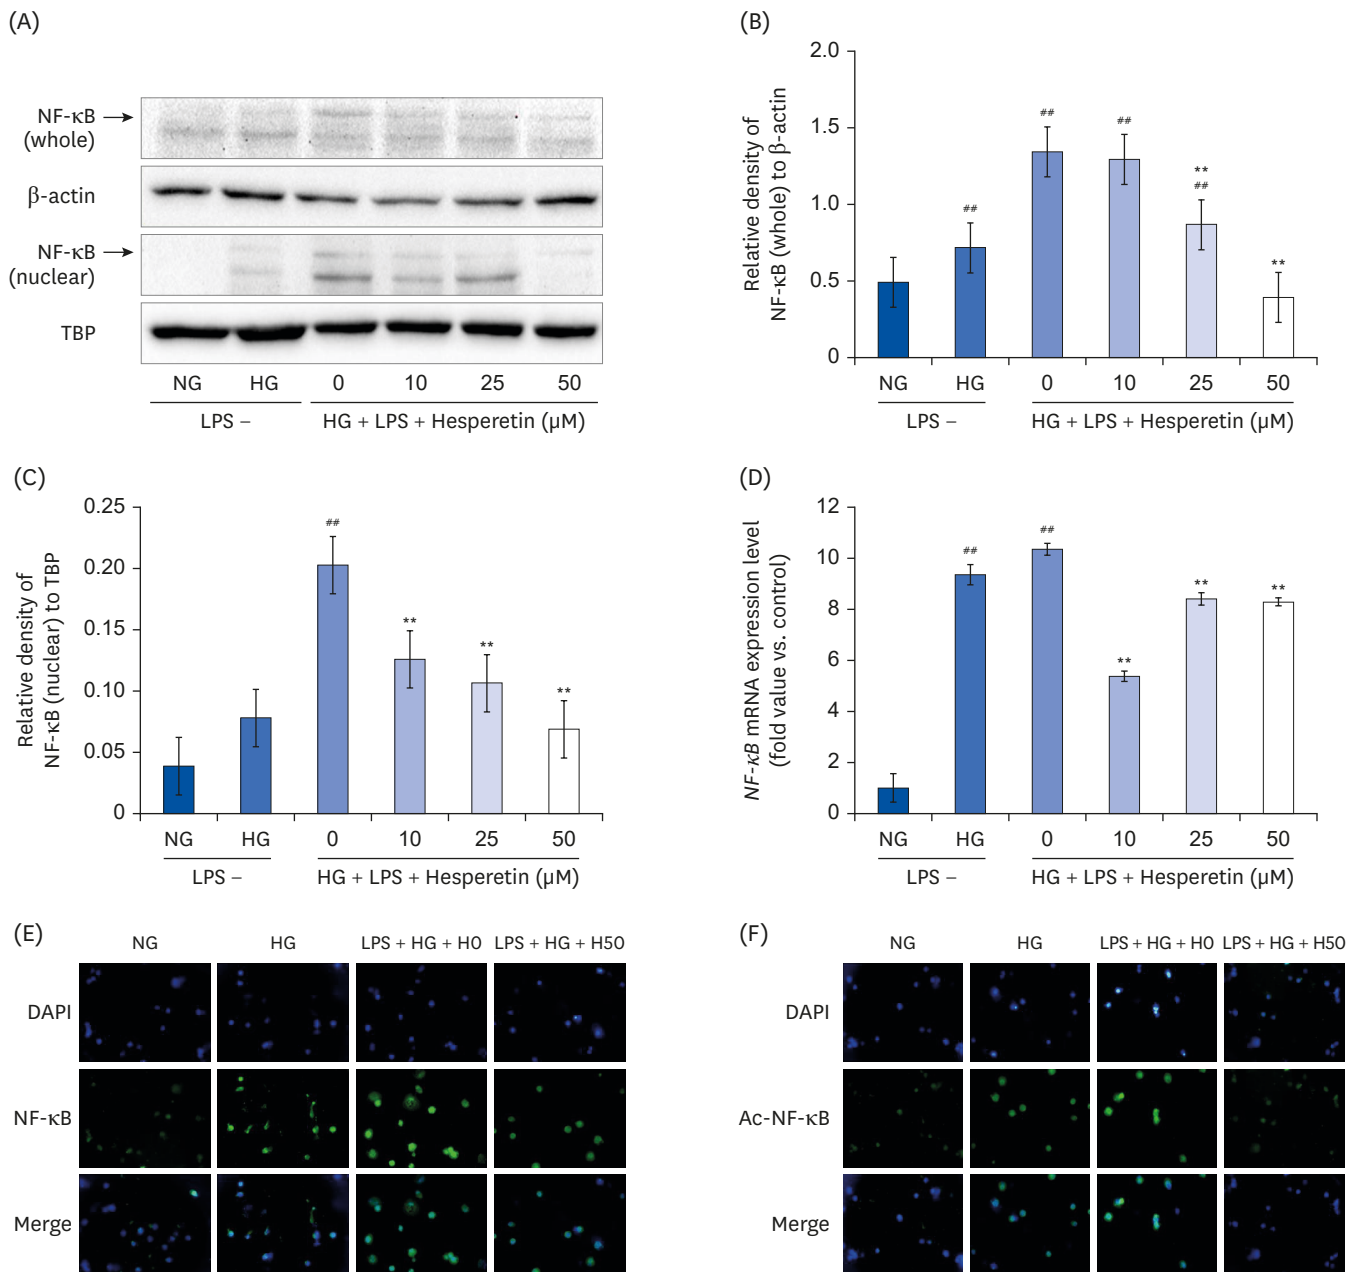 (A)
NF-κB
(whole)
β-actin
NF-κB
(nuclear)
TBP
NG HG 0 10 25 50
LPS – HG + LPS + Hesperetin (µM)
(B)
Relative density of
NF-κB (whole) to β-actin
2.0
1.5
1.0
0.5
0
##
##
##
**
##
**
NG HG 0 10 25 50
LPS – HG + LPS + Hesperetin (µM)
(C)
Relative density of
NF-κB (nuclear) to TBP
0.25
0.20
0.15
0.10
0.05
0
##
**
**
**
NG HG 0 10 25 50
LPS – HG + LPS + Hesperetin (µM)
(D)
NF-κB mRNA expression level
(fold value vs. control)
12
10
8
6
4
2
0
##
##
**
**
**
NG HG 0 10 25 50
LPS – HG + LPS + Hesperetin (µM)
(E)
NG HG LPS + HG + H0 LPS + HG + H50
DAPI
NF-κB
Merge
(F)
NG HG LPS + HG + H0 LPS + HG + H50
DAPI
Ac-NF-κB
Merge